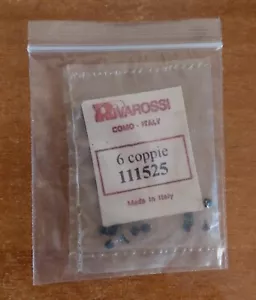 RIVAROSSI
COMO - ITALY
6 coppie
111525
Made in Italy